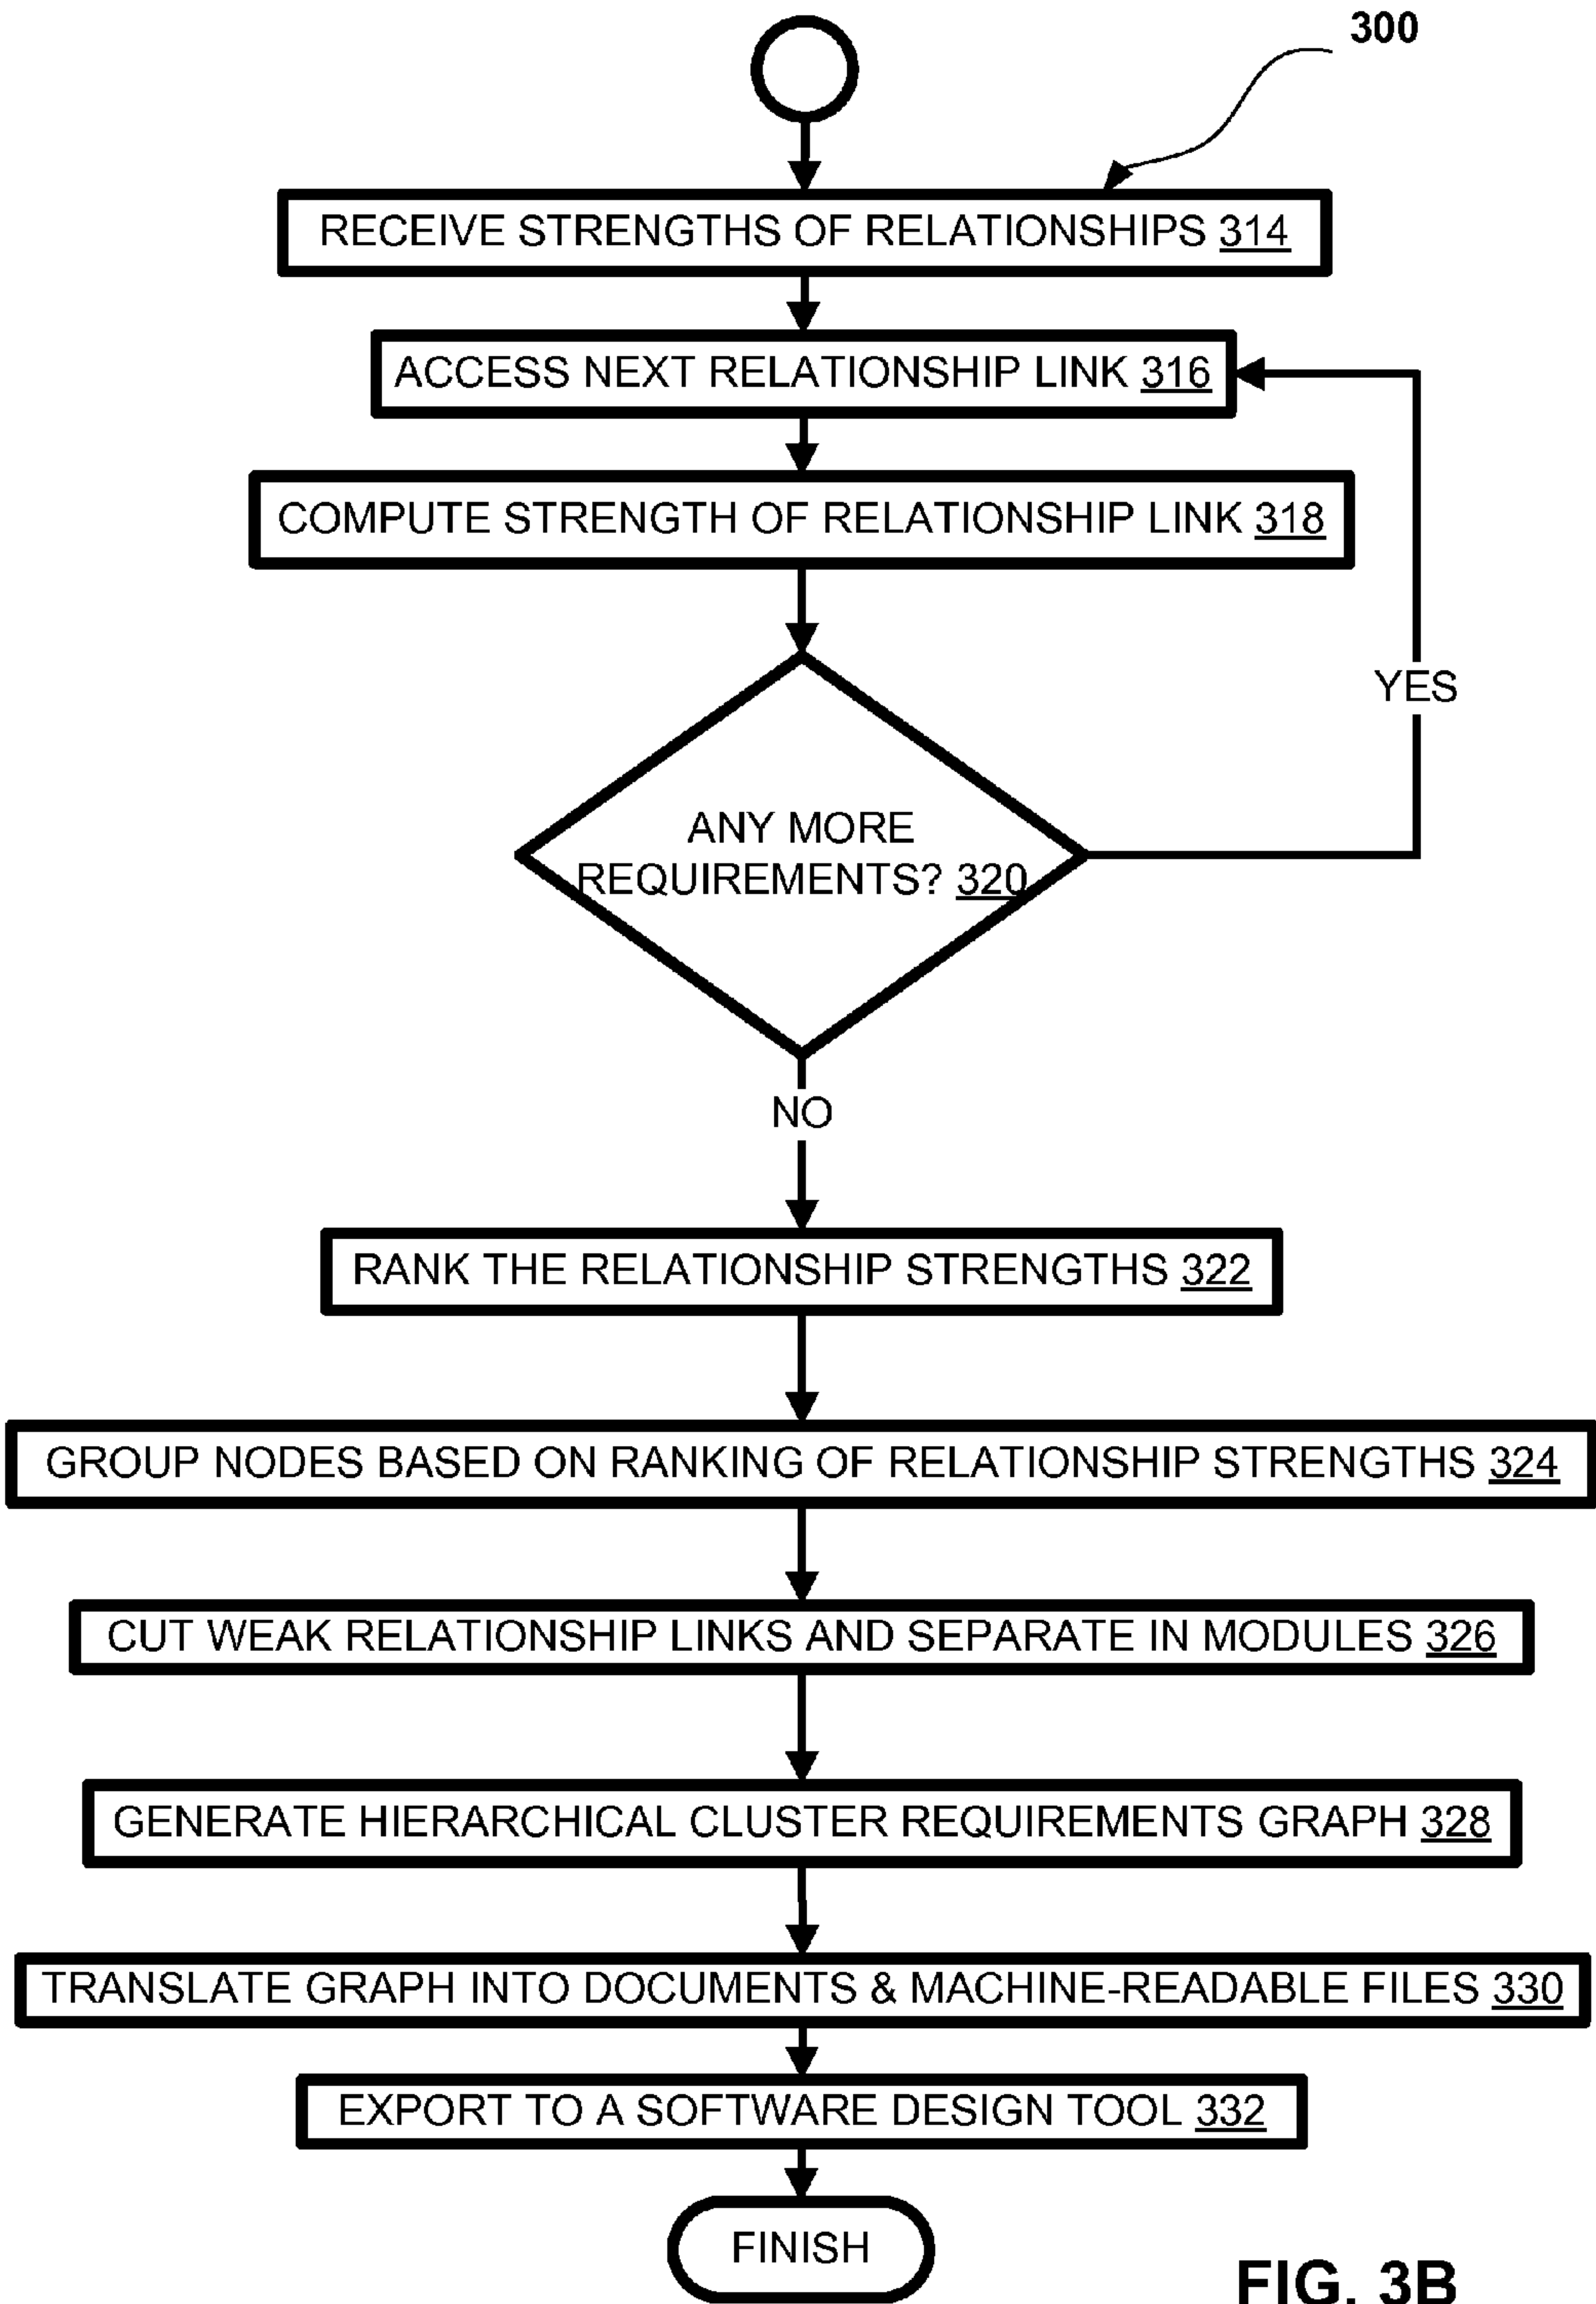 300
RECEIVE STRENGTHS OF RELATIONSHIPS 314
ACCESS NEXT RELATIONSHIP LINK 316
COMPUTE STRENGTH OF RELATIONSHIP LINK 318
YES
ANY MORE
REQUIREMENTS? 320
NO
RANK THE RELATIONSHIP STRENGTHS 322
GROUP NODES BASED ON RANKING OF RELATIONSHIP STRENGTHS 324
CUT WEAK RELATIONSHIP LINKS AND SEPARATE IN MODULES 326
GENERATE HIERARCHICAL CLUSTER REQUIREMENTS GRAPH 328
TRANSLATE GRAPH INTO DOCUMENTS & MACHINE-READABLE FILES 330
EXPORT TO A SOFTWARE DESIGN TOOL 332
FINISH
FIG. 3B